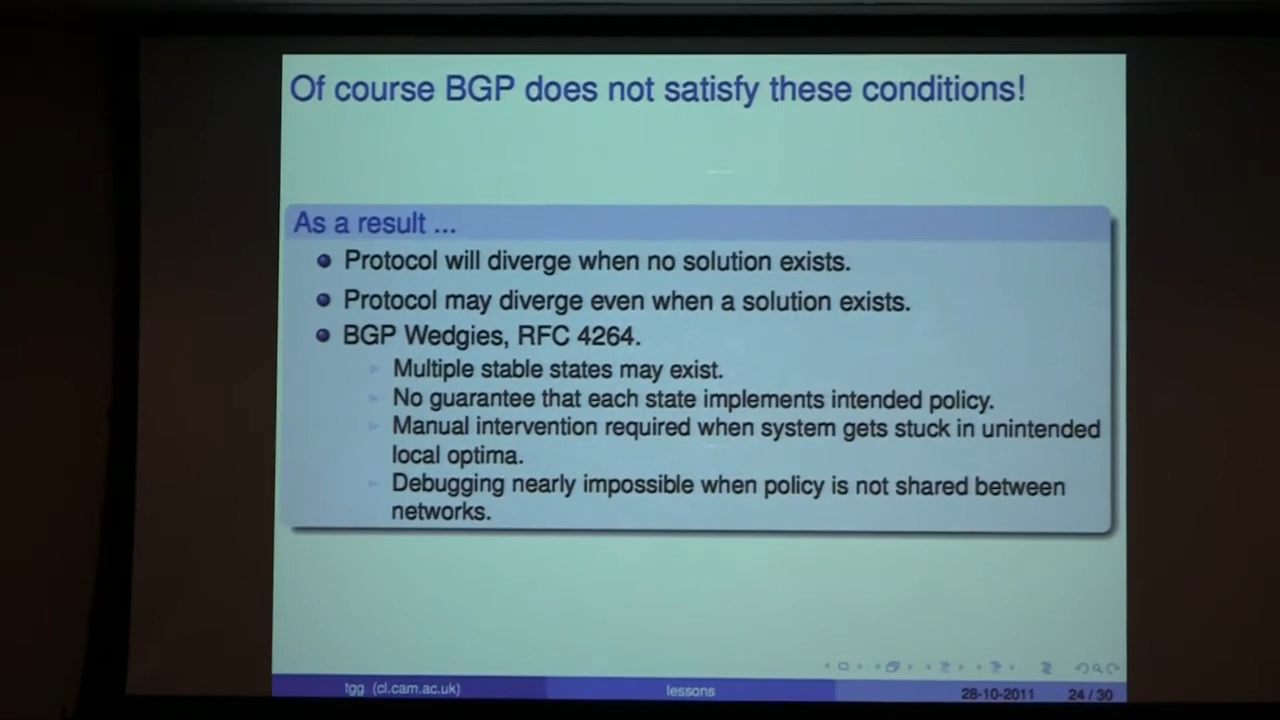 Of course BGP does not satisfy these conditions!
As a result ...
Protocol will diverge when no solution exists.
Protocol may diverge even when a solution exists.
BGP Wedgies, RFC 4264.
Multiple stable states may exist.
No guarantee that each state implements intended policy.
Manual intervention required when system gets stuck in unintended
local optima.
Debugging nearly impossible when policy is not shared between
networks.
tgg (cl.cam.ac.uk)
lessons
28-10-2011
24 / 30